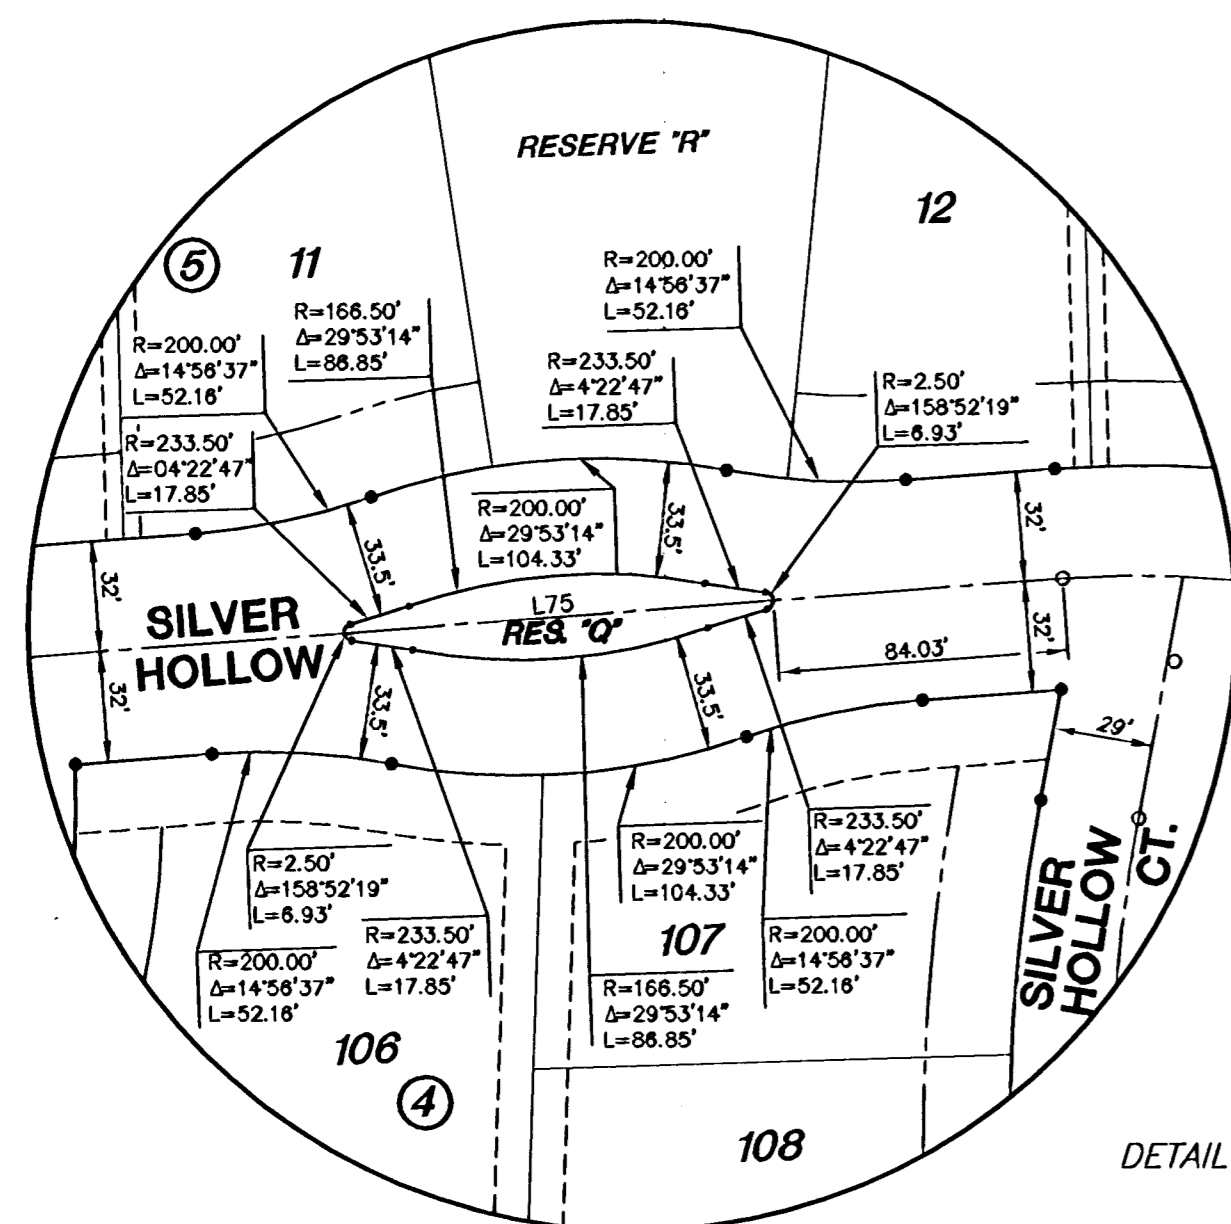 RESERVE "R"
12
5
11
R=200.00'
Δ=14°56'37"
L=52.16'
R=166.50'
Δ=29°53'14"
L=86.85'
R=200.00'
Δ=14°56'37"
L=52.16'
R=233.50'
Δ=4°22'47"
L=17.85'
R=2.50'
Δ=158°52'19"
L=6.93'
R=233.50'
Δ=04°22'47"
L=17.85'
R=200.00'
Δ=29°53'14"
L=104.33'
33.5'
33.5'
32'
32'
SILVER
HOLLOW
L75
RES. "Q"
32'
32'
84.03'
33.5'
33.5'
29'
R=2.50'
Δ=158°52'19"
L=6.93'
R=200.00'
Δ=29°53'14"
L=104.33'
R=233.50'
Δ=4°22'47"
L=17.85'
R=200.00'
Δ=14°56'37"
L=52.16'
R=233.50'
Δ=4°22'47"
L=17.85'
107
R=200.00'
Δ=14°56'37"
L=52.16'
R=166.50'
Δ=29°53'14"
L=86.85'
SILVER
HOLLOW
CT.
106
4
108
DETAIL